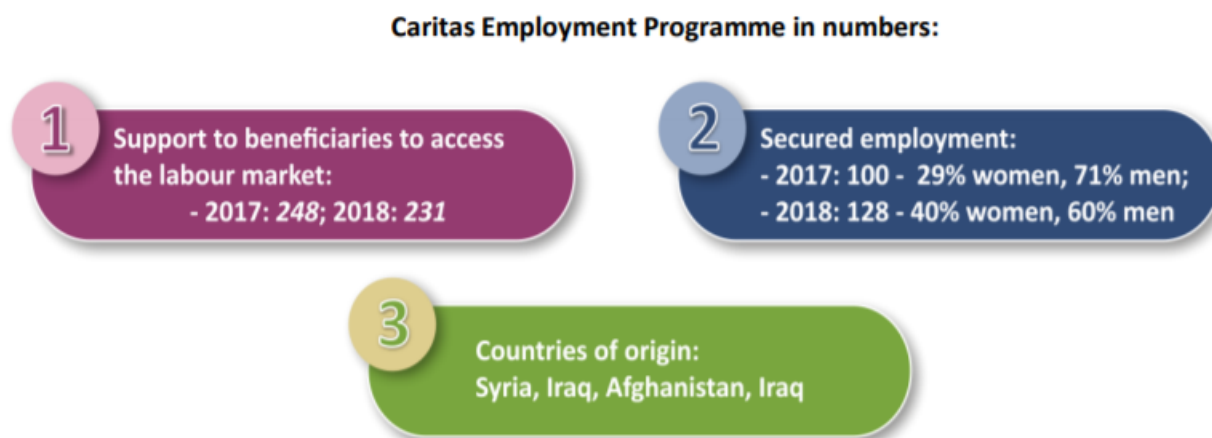 Caritas Employment Programme in numbers:
1
Support to beneficiaries to access
the labour market:
- 2017: 248; 2018: 231
2
Secured employment:
- 2017: 100 - 29% women, 71% men;
- 2018: 128 - 40% women, 60% men
3
Countries of origin:
Syria, Iraq, Afghanistan, Iraq